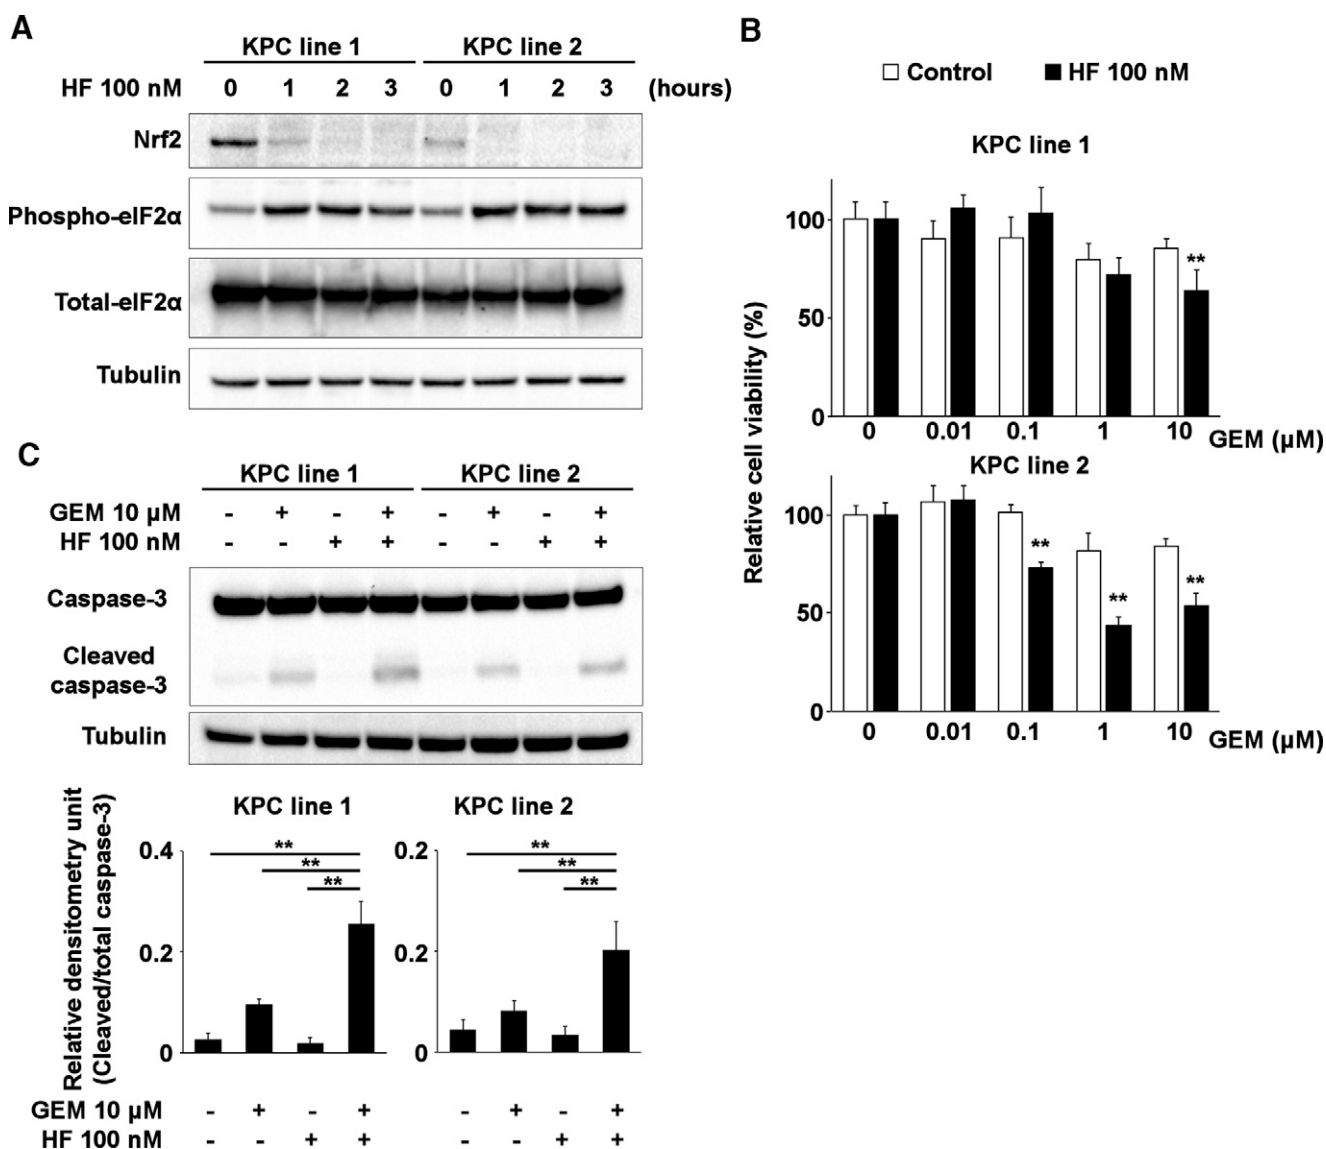 A
KPC line 1 KPC line 2
HF 100 nM 0 1 2 3 0 1 2 3 (hours)
Nrf2
Phospho-eIF2α
Total-eIF2α
Tubulin
B
Control HF 100 nM
KPC line 1
Relative cell viability (%)
100
50
0
0 0.01 0.1 1 10 GEM (μM)
**
KPC line 2
100
50
0
** ** **
0 0.01 0.1 1 10 GEM (μM)
C
KPC line 1 KPC line 2
GEM 10 μM - + - + - + - +
HF 100 nM - - + + - - + +
Caspase-3
Cleaved
caspase-3
Tubulin
Relative densitometry unit
(Cleaved/total caspase-3)
KPC line 1 KPC line 2
0.4 ** 0.2 **
** **
** **
0.2 0.2
0 0
GEM 10 μM - + - + - + - +
HF 100 nM - - + + - - + +